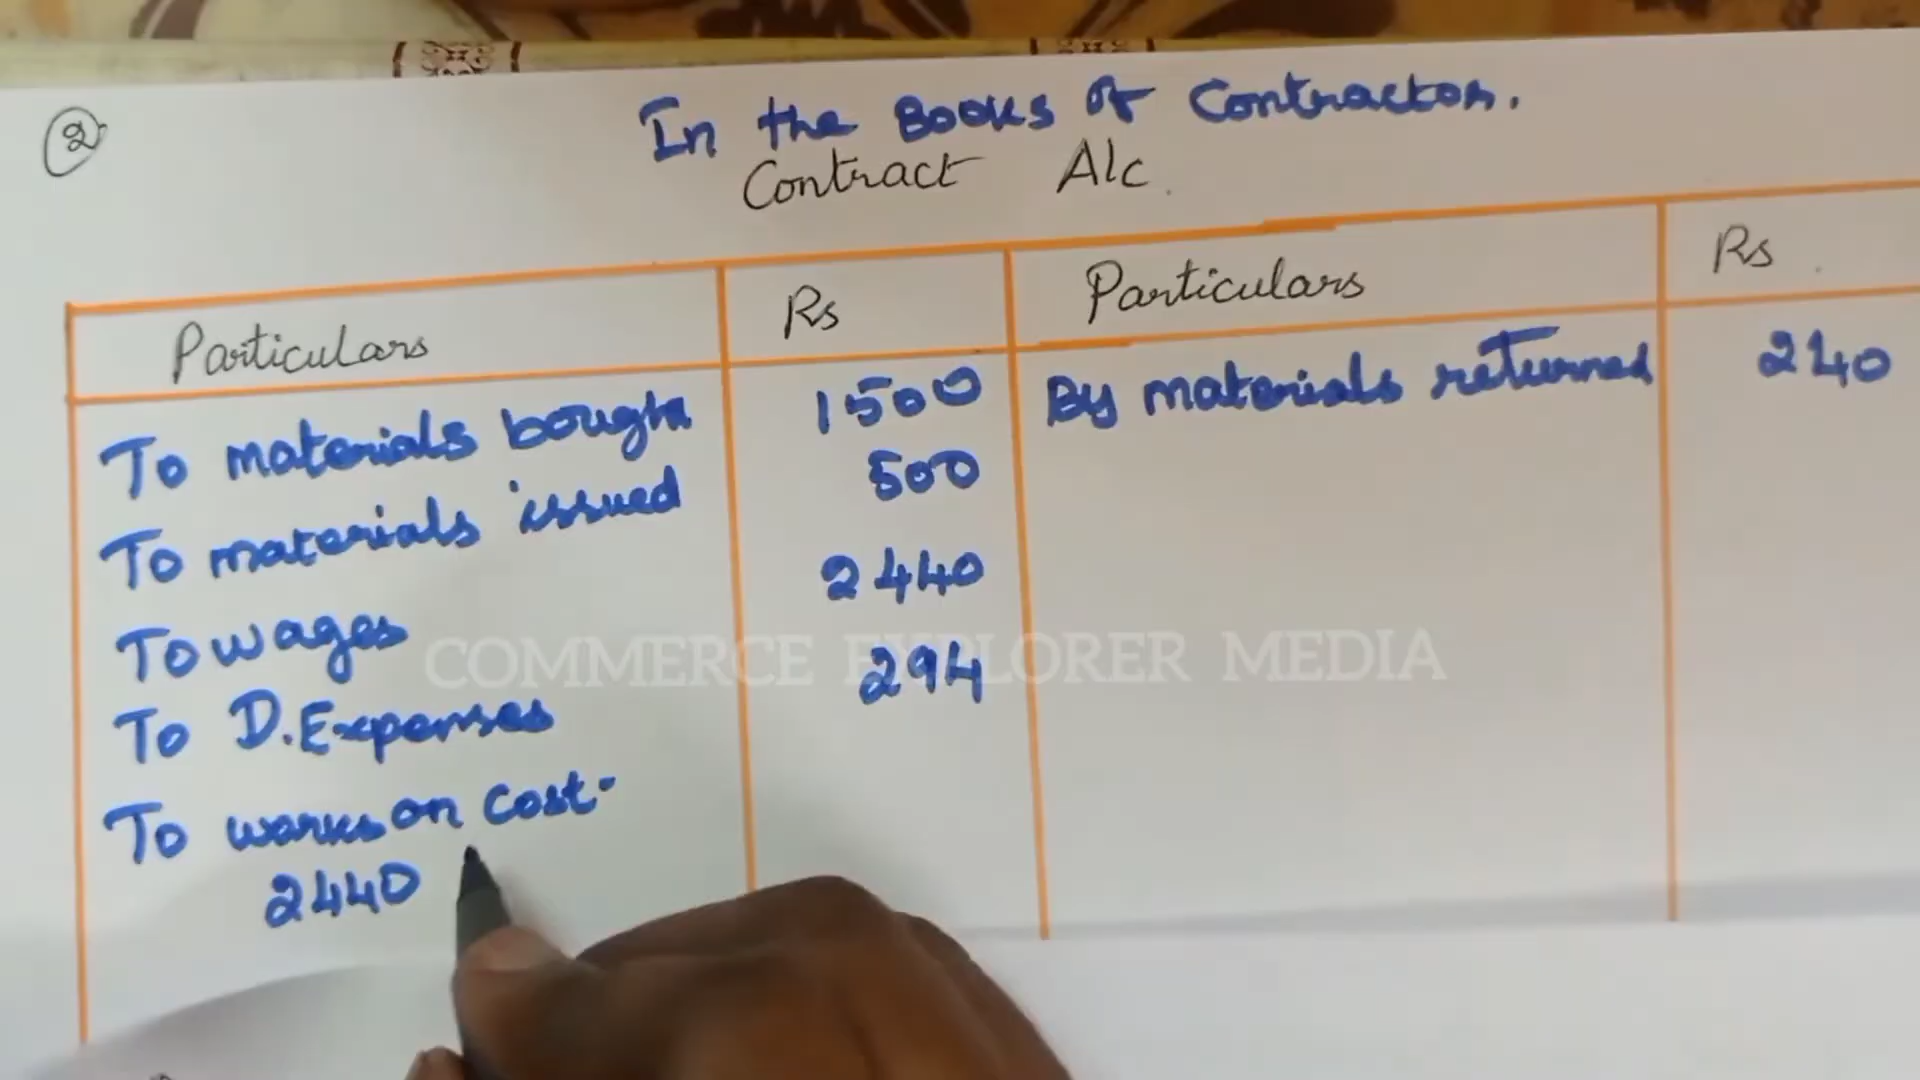 2
In the Books of Contractor.
Contract A/c
Particulars Rs Particulars Rs
To materials bought 1500 By materials returned 240
To materials issued 500
To wages 2440
To D.Expenses 294
To works on cost-
2440
COMMERCE EXPLORER MEDIA